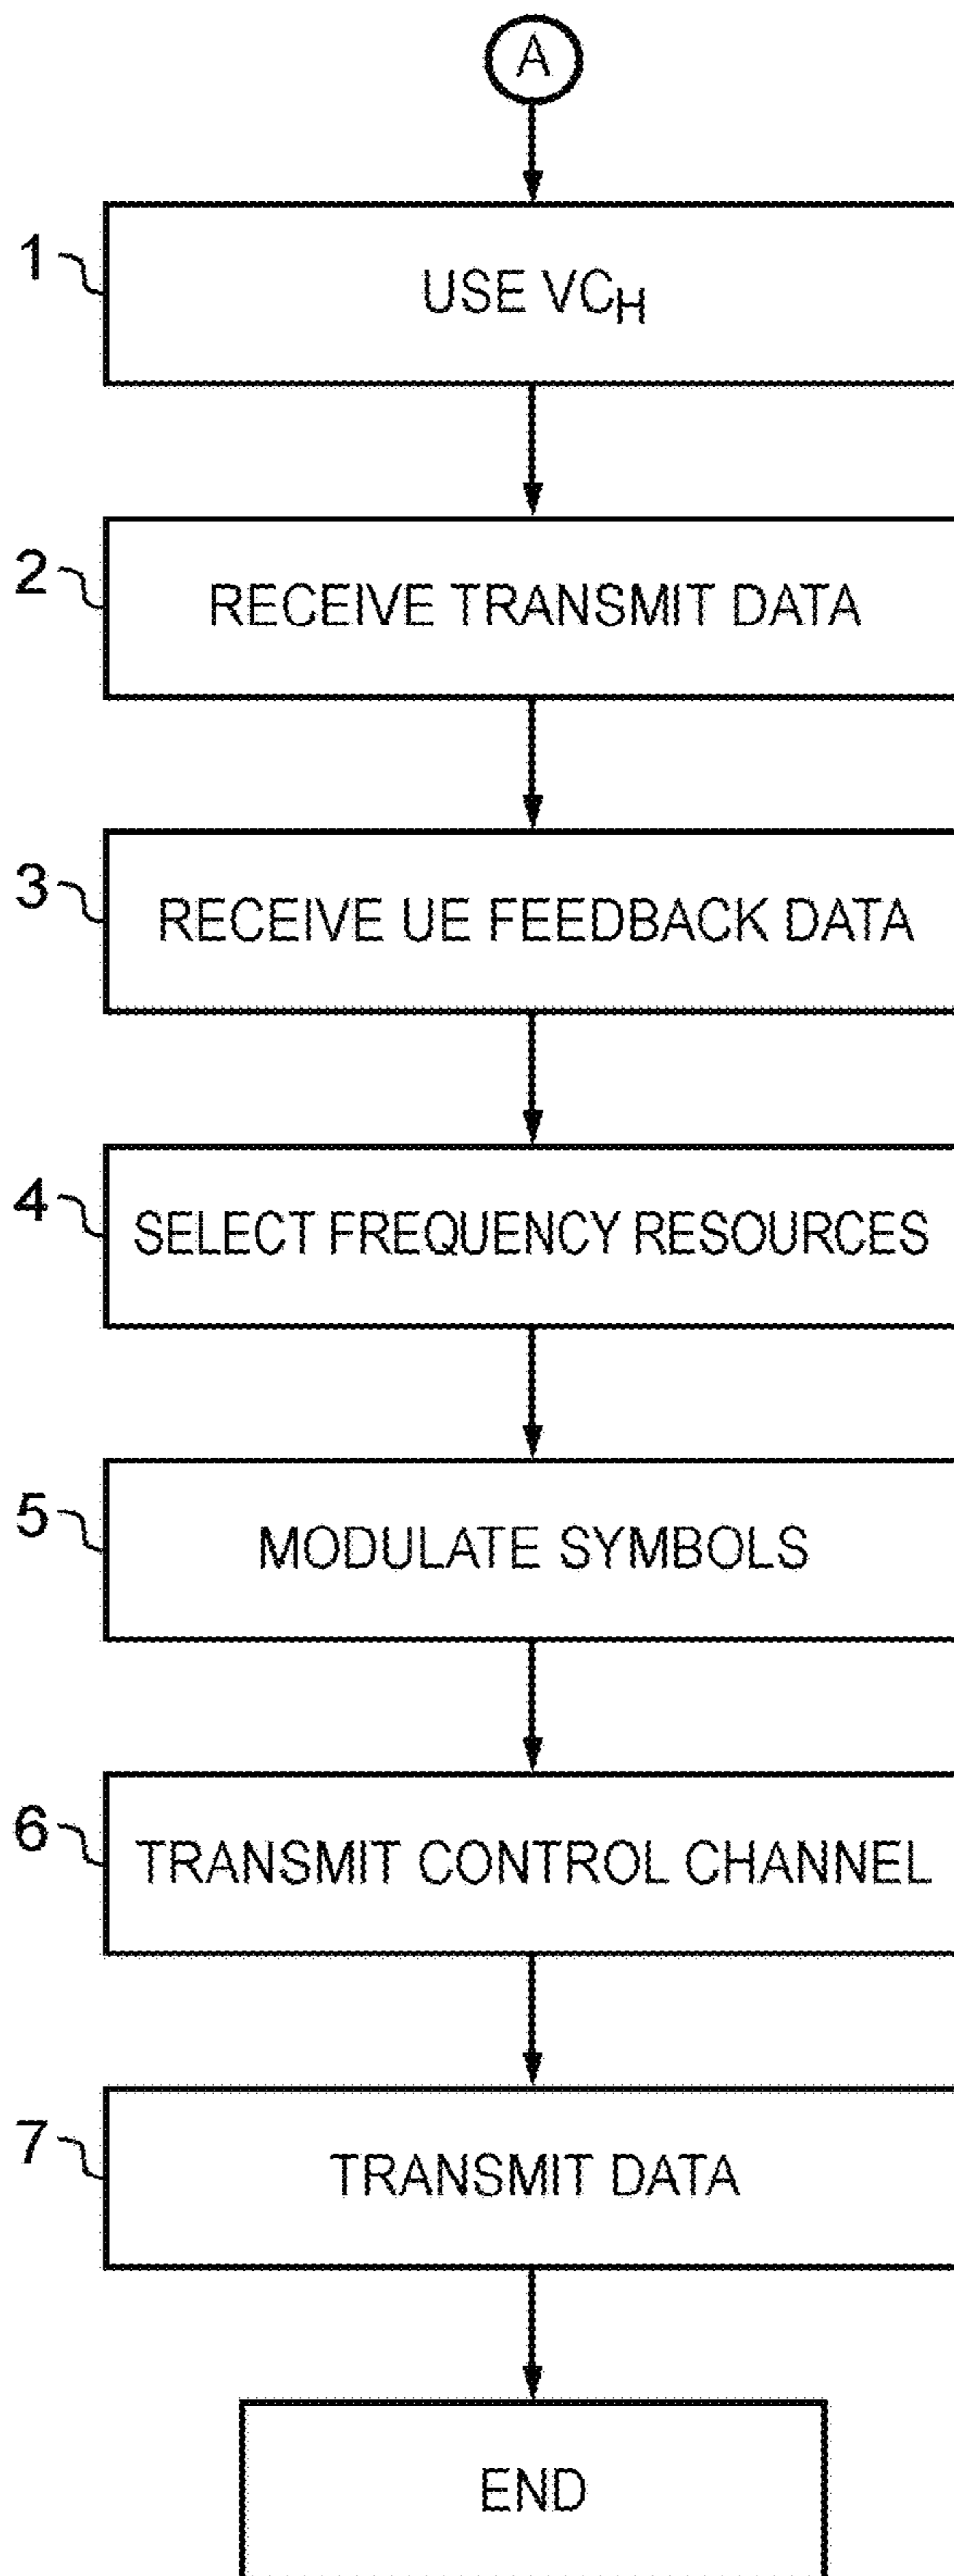 A
1
USE VCH
2
RECEIVE TRANSMIT DATA
3
RECEIVE UE FEEDBACK DATA
4
SELECT FREQUENCY RESOURCES
5
MODULATE SYMBOLS
6
TRANSMIT CONTROL CHANNEL
7
TRANSMIT DATA
END